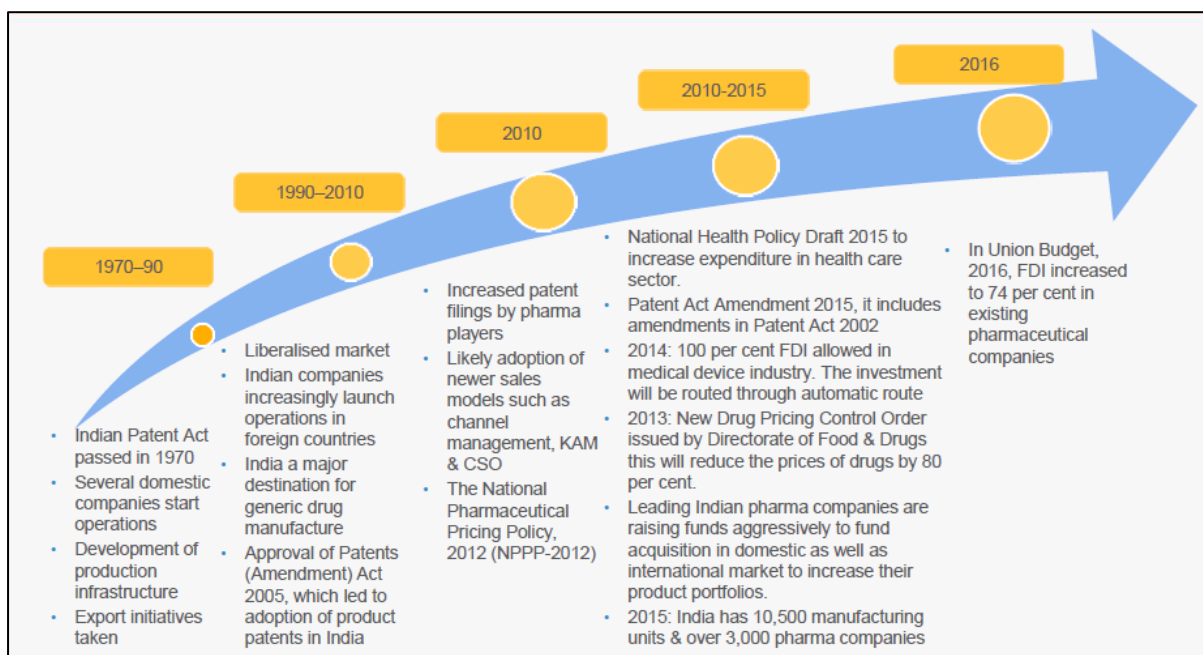 1970–90
• Indian Patent Act
passed in 1970
• Several domestic
companies start
operations
• Development of
production
infrastructure
• Export initiatives
taken
1990–2010
• Liberalised market
• Indian companies
increasingly launch
operations in
foreign countries
• India a major
destination for
generic drug
manufacture
• Approval of Patents
(Amendment) Act
2005, which led to
adoption of product
patents in India
2010
• Increased patent
filings by pharma
players
• Likely adoption of
newer sales
models such as
channel
management, KAM
& CSO
• The National
Pharmaceutical
Pricing Policy,
2012 (NPPP-2012)
2010-2015
• National Health Policy Draft 2015 to
increase expenditure in health care
sector.
• Patent Act Amendment 2015, it includes
amendments in Patent Act 2002
• 2014: 100 per cent FDI allowed in
medical device industry. The investment
will be routed through automatic route
• 2013: New Drug Pricing Control Order
issued by Directorate of Food & Drugs
this will reduce the prices of drugs by 80
per cent.
• Leading Indian pharma companies are
raising funds aggressively to fund
acquisition in domestic as well as
international market to increase their
product portfolios.
• 2015: India has 10,500 manufacturing
units & over 3,000 pharma companies
2016
• In Union Budget,
2016, FDI increased
to 74 per cent in
existing
pharmaceutical
companies